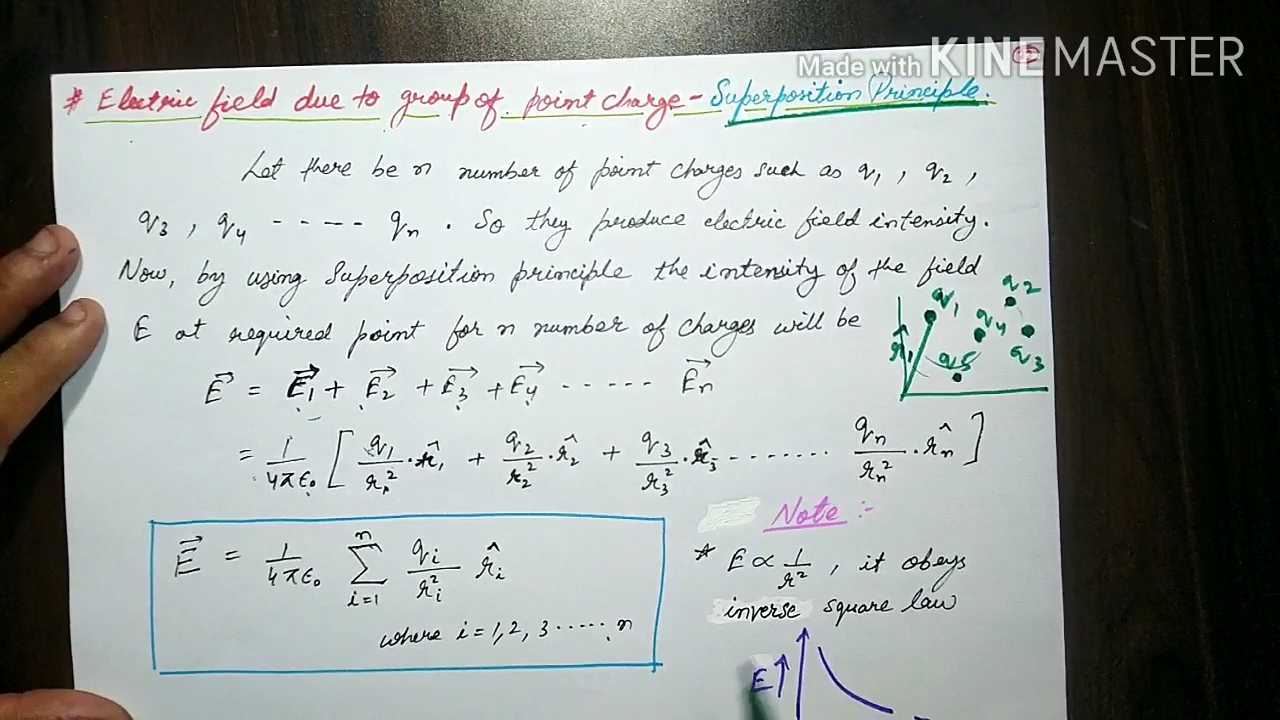 Made with KINEMASTER
* Electric field due to group of point charge - Superposition Principle.
Let there be n number of point charges such as q₁, q₂,
q₃, q₄ ----- qₙ. So they produce electric field intensity.
Now, by using Superposition principle the intensity of the field
E at required point for n number of charges will be
q₁ q₂ q₄ q₃ q₅ r̂₁
E⃗ = E⃗₁ + E⃗₂ + E⃗₃ + E⃗₄ ------ E⃗ₙ
= 1/4πε₀ [ q₁/r₁² · r̂₁ + q₂/r₂² · r̂₂ + q₃/r₃² · r̂₃ ------- qₙ/rₙ² · r̂ₙ ]
E⃗ = 1/4πε₀ Σⁿᵢ₌₁ qᵢ/rᵢ² r̂ᵢ
where i = 1, 2, 3 ...... n
Note :-
* E ∝ 1/r², it obeys
inverse square law
E↑